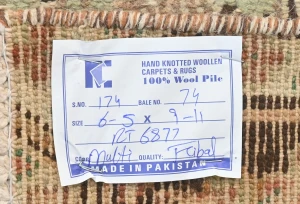 HAND KNOTTED WOOLLEN
CARPETS & RUGS
100% Wool Pile
S.NO. 174 BALE NO. 74
SIZE 6-5 X 9-11
RT 6877
Multi QUALITY Tribal
MADE IN PAKISTAN